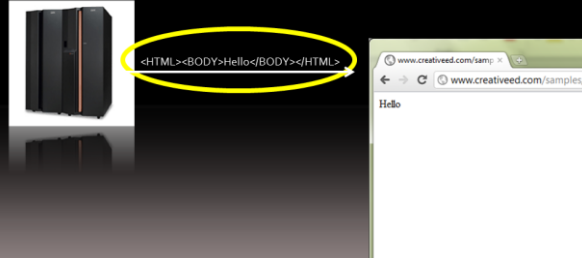 <HTML><BODY>Hello</BODY></HTML>
www.creativeed.com/samp
www.creativeed.com/samples
Hello